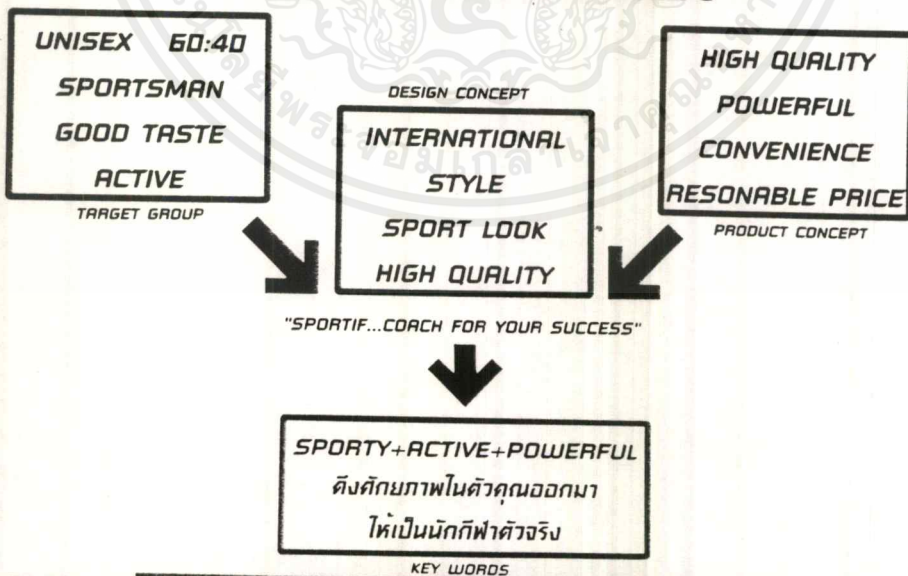 UNISEX 60:40
SPORTSMAN
GOOD TASTE
ACTIVE
TARGET GROUP
DESIGN CONCEPT
INTERNATIONAL
STYLE
SPORT LOOK
HIGH QUALITY
HIGH QUALITY
POWERFUL
CONVENIENCE
RESONABLE PRICE
PRODUCT CONCEPT
"SPORTIF...COACH FOR YOUR SUCCESS"
SPORTY+ACTIVE+POWERFUL
ดึงศักยภาพในตัวคุณออกมา
ให้เป็นนักกีฬาตัวจริง
KEY WORDS